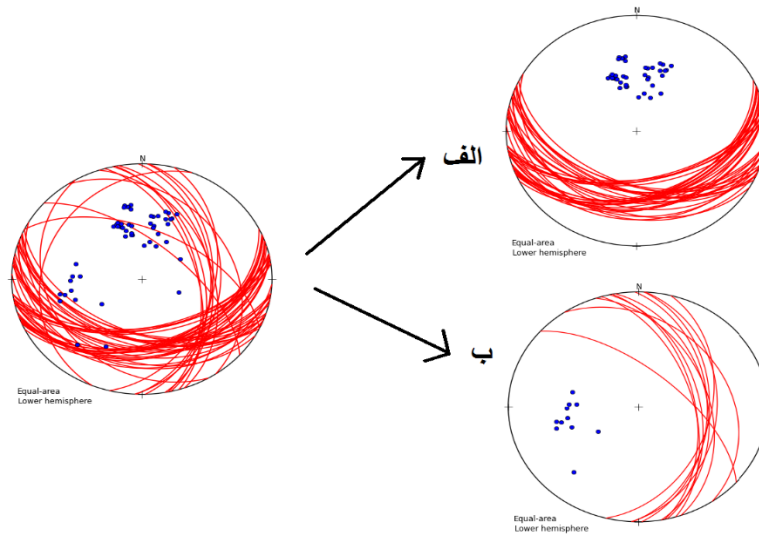 N
Equal-area
Lower hemisphere
الف
N
Equal-area
Lower hemisphere
ب
N
Equal-area
Lower hemisphere